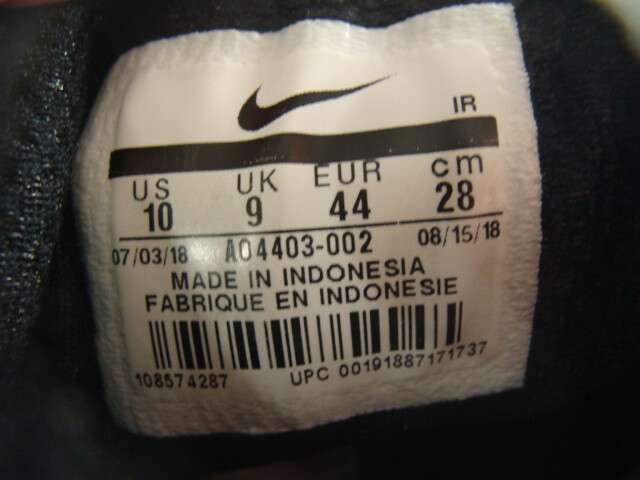 IR
US UK EUR cm
10 9 44 28
07/03/18 AO4403-002 08/15/18
MADE IN INDONESIA
FABRIQUE EN INDONESIE
108574287 UPC 00191887171737